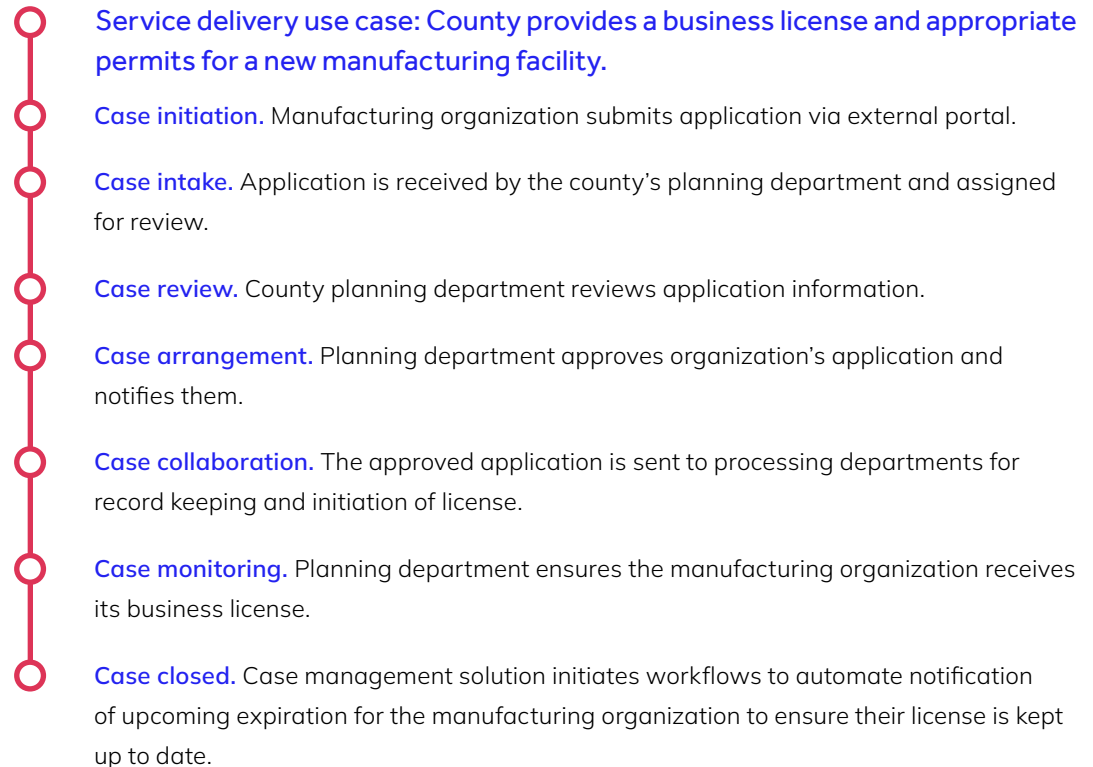 Service delivery use case: County provides a business license and appropriate
permits for a new manufacturing facility.
Case initiation. Manufacturing organization submits application via external portal.
Case intake. Application is received by the county’s planning department and assigned
for review.
Case review. County planning department reviews application information.
Case arrangement. Planning department approves organization’s application and
notifies them.
Case collaboration. The approved application is sent to processing departments for
record keeping and initiation of license.
Case monitoring. Planning department ensures the manufacturing organization receives
its business license.
Case closed. Case management solution initiates workflows to automate notification
of upcoming expiration for the manufacturing organization to ensure their license is kept
up to date.